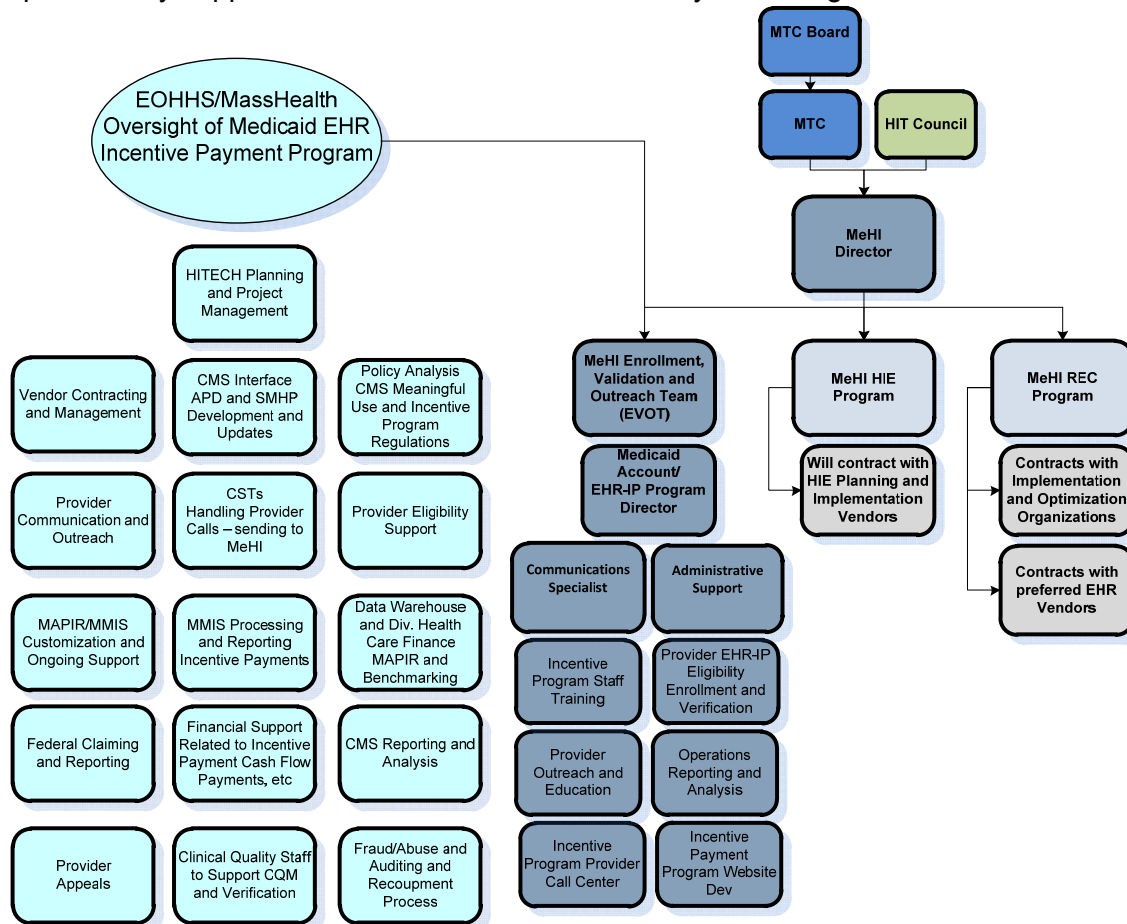 MTC Board
EOHHS/MassHealth
Oversight of Medicaid EHR
Incentive Payment Program
MTC
HIT Council
MeHI
Director
HITECH Planning
and Project
Management
Vendor Contracting
and Management
CMS Interface
APD and SMHP
Development and
Updates
Policy Analysis
CMS Meaningful
Use and Incentive
Program
Regulations
MeHI Enrollment,
Validation and
Outreach Team
(EVOT)
MeHI HIE
Program
MeHI REC
Program
Medicaid
Account/
EHR-IP Program
Director
Will contract with
HIE Planning and
Implementation
Vendors
Contracts with
Implementation
and Optimization
Organizations
Provider
Communication and
Outreach
CSTs
Handling Provider
Calls – sending to
MeHI
Provider Eligibility
Support
Communications
Specialist
Administrative
Support
Contracts with
preferred EHR
Vendors
MAPIR/MMIS
Customization and
Ongoing Support
MMIS Processing
and Reporting
Incentive Payments
Data Warehouse
and Div. Health
Care Finance
MAPIR and
Benchmarking
Incentive
Program Staff
Training
Provider EHR-IP
Eligibility
Enrollment and
Verification
Federal Claiming
and Reporting
Financial Support
Related to Incentive
Payment Cash Flow
Payments, etc
CMS Reporting and
Analysis
Provider
Outreach and
Education
Operations
Reporting and
Analysis
Provider
Appeals
Clinical Quality Staff
to Support CQM
and Verification
Fraud/Abuse and
Auditing and
Recoupment
Process
Incentive
Program Provider
Call Center
Incentive
Payment
Program Website
Dev